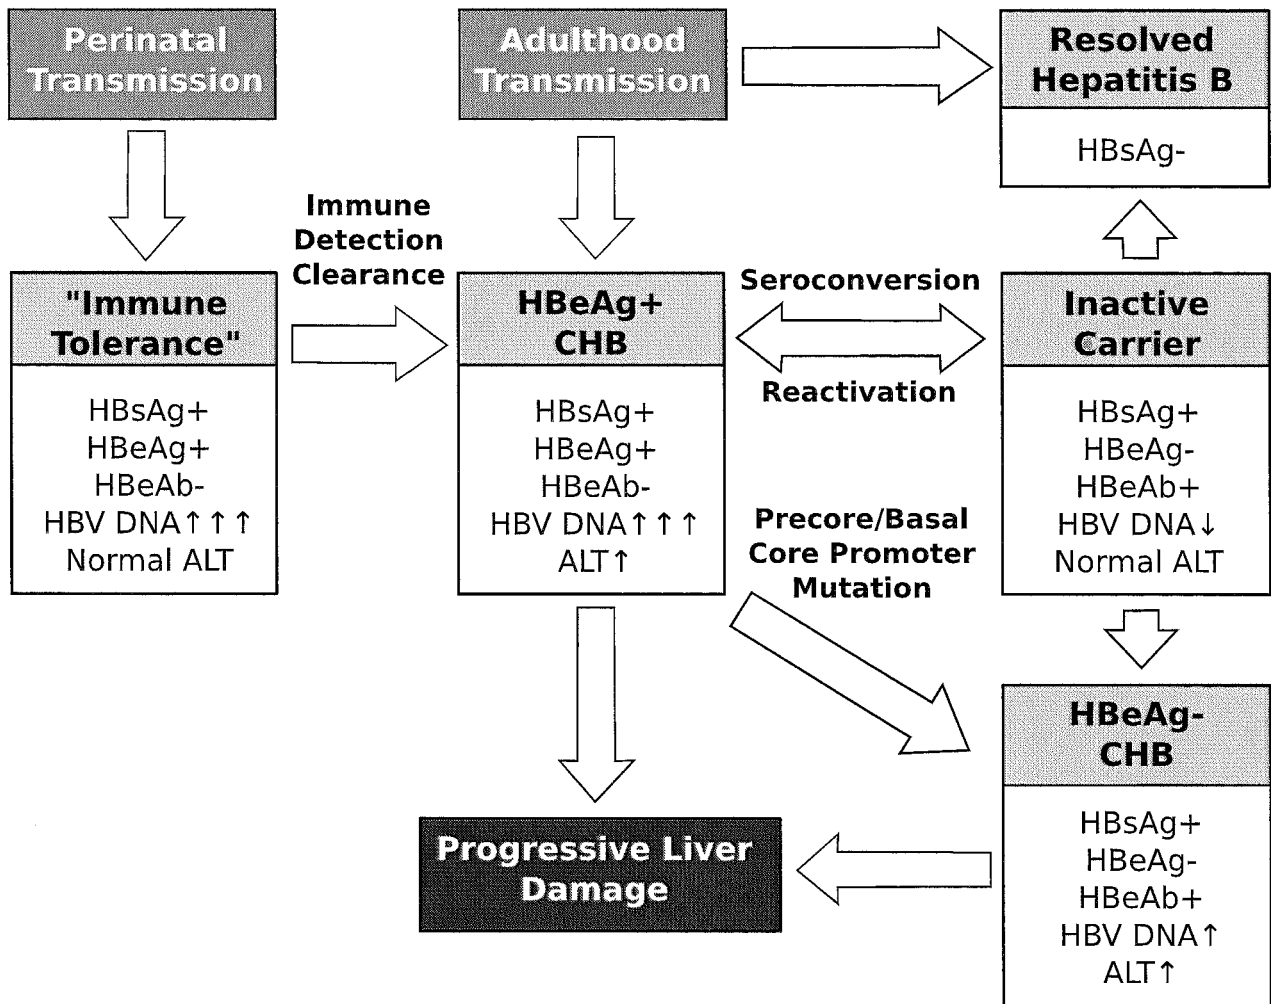 Perinatal
Transmission
Adulthood
Transmission
Resolved
Hepatitis B
HBsAg-
Immune
Detection
Clearance
"Immune
Tolerance"
HBsAg+
HBeAg+
HBeAb-
HBV DNA↑↑↑
Normal ALT
HBeAg+
CHB
HBsAg+
HBeAg+
HBeAb-
HBV DNA↑↑↑
ALT↑
Seroconversion
Reactivation
Inactive
Carrier
HBsAg+
HBeAg-
HBeAb+
HBV DNA↓
Normal ALT
Precore/Basal
Core Promoter
Mutation
HBeAg-
CHB
HBsAg+
HBeAg-
HBeAb+
HBV DNA↑
ALT↑
Progressive Liver
Damage